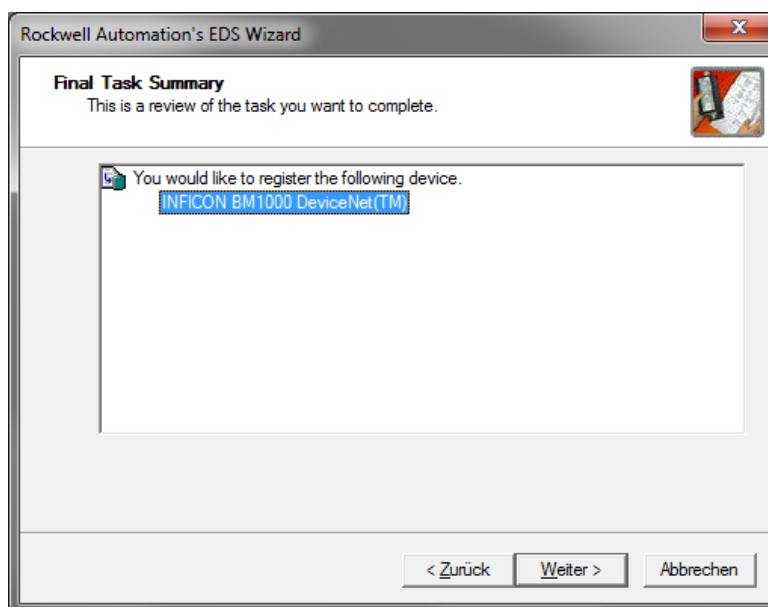 Rockwell Automation's EDS Wizard
X
Final Task Summary
This is a review of the task you want to complete.
You would like to register the following device.
INFICON BM1000 DeviceNet(TM)
< Zurück
Weiter >
Abbrechen